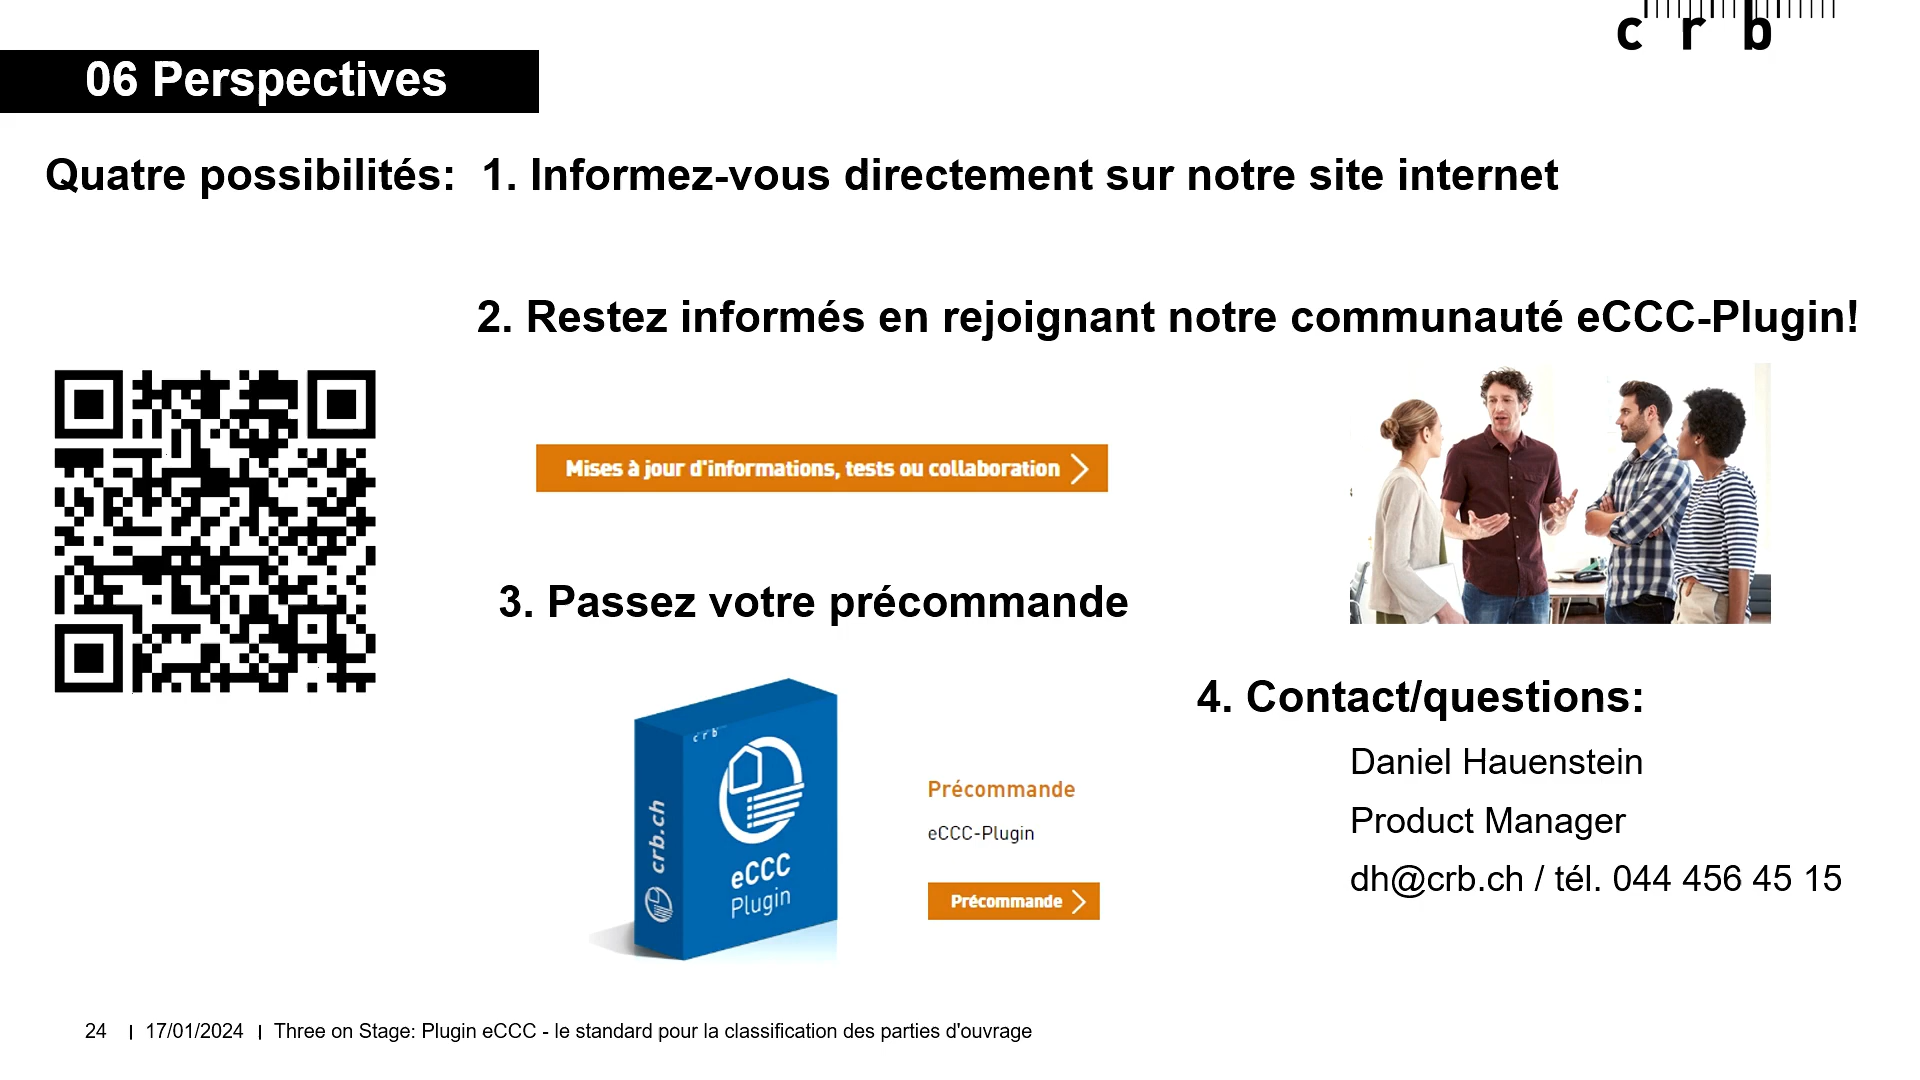 c r b
06 Perspectives
Quatre possibilités: 1. Informez-vous directement sur notre site internet
2. Restez informés en rejoignant notre communauté eCCC-Plugin!
Mises à jour d'informations, tests ou collaboration
3. Passez votre précommande
4. Contact/questions:
c r b
crb.ch
eCCC
Plugin
Précommande
eCCC-Plugin
Précommande
Daniel Hauenstein
Product Manager
dh@crb.ch / tél. 044 456 45 15
24 | 17/01/2024 | Three on Stage: Plugin eCCC - le standard pour la classification des parties d'ouvrage